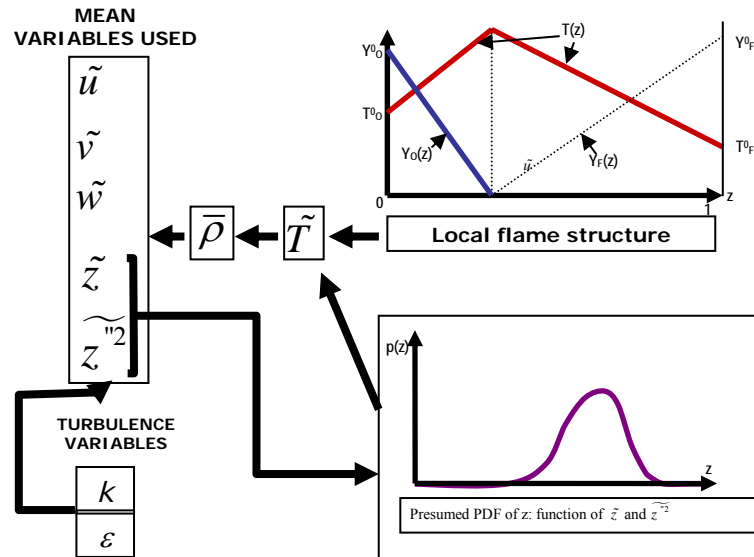 MEAN
VARIABLES USED
ũ
ṽ
w̃
z̃
z̃"²
TURBULENCE
VARIABLES
k
ε
ρ̅
T̃
Y⁰O
T⁰O
T(z)
YO(z)
ũ
YF(z)
Y⁰F
T⁰F
0
1
z
Local flame structure
p(z)
z
Presumed PDF of z: function of z̃ and z̃"²